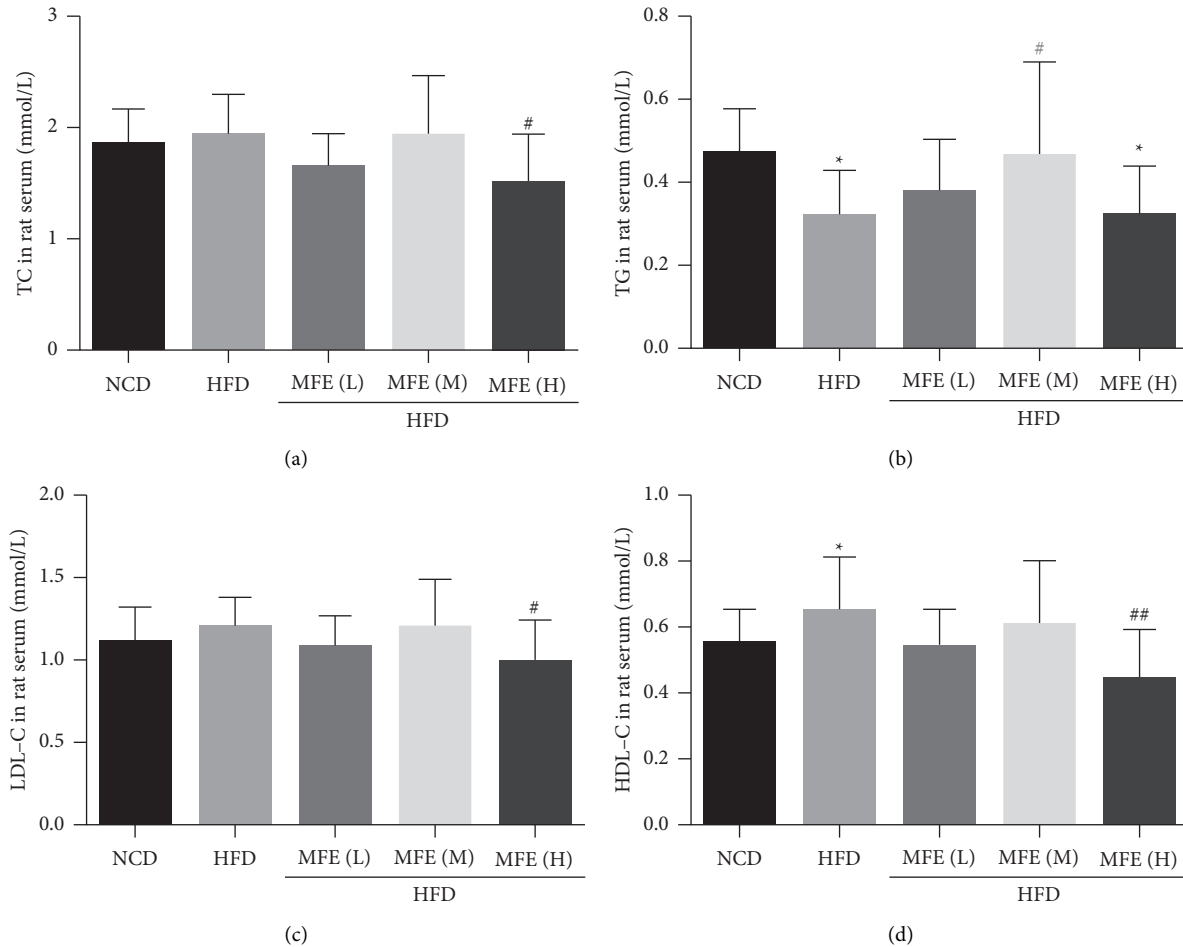 TC in rat serum (mmol/L)
3
2
1
0
#
NCD
HFD
MFE (L)
MFE (M)
MFE (H)
HFD
(a)
TG in rat serum (mmol/L)
0.8
0.6
0.4
0.2
0.0
*
#
*
NCD
HFD
MFE (L)
MFE (M)
MFE (H)
HFD
(b)
LDL–C in rat serum (mmol/L)
2.0
1.5
1.0
0.5
0.0
#
NCD
HFD
MFE (L)
MFE (M)
MFE (H)
HFD
(c)
HDL–C in rat serum (mmol/L)
1.0
0.8
0.6
0.4
0.2
0.0
*
##
NCD
HFD
MFE (L)
MFE (M)
MFE (H)
HFD
(d)